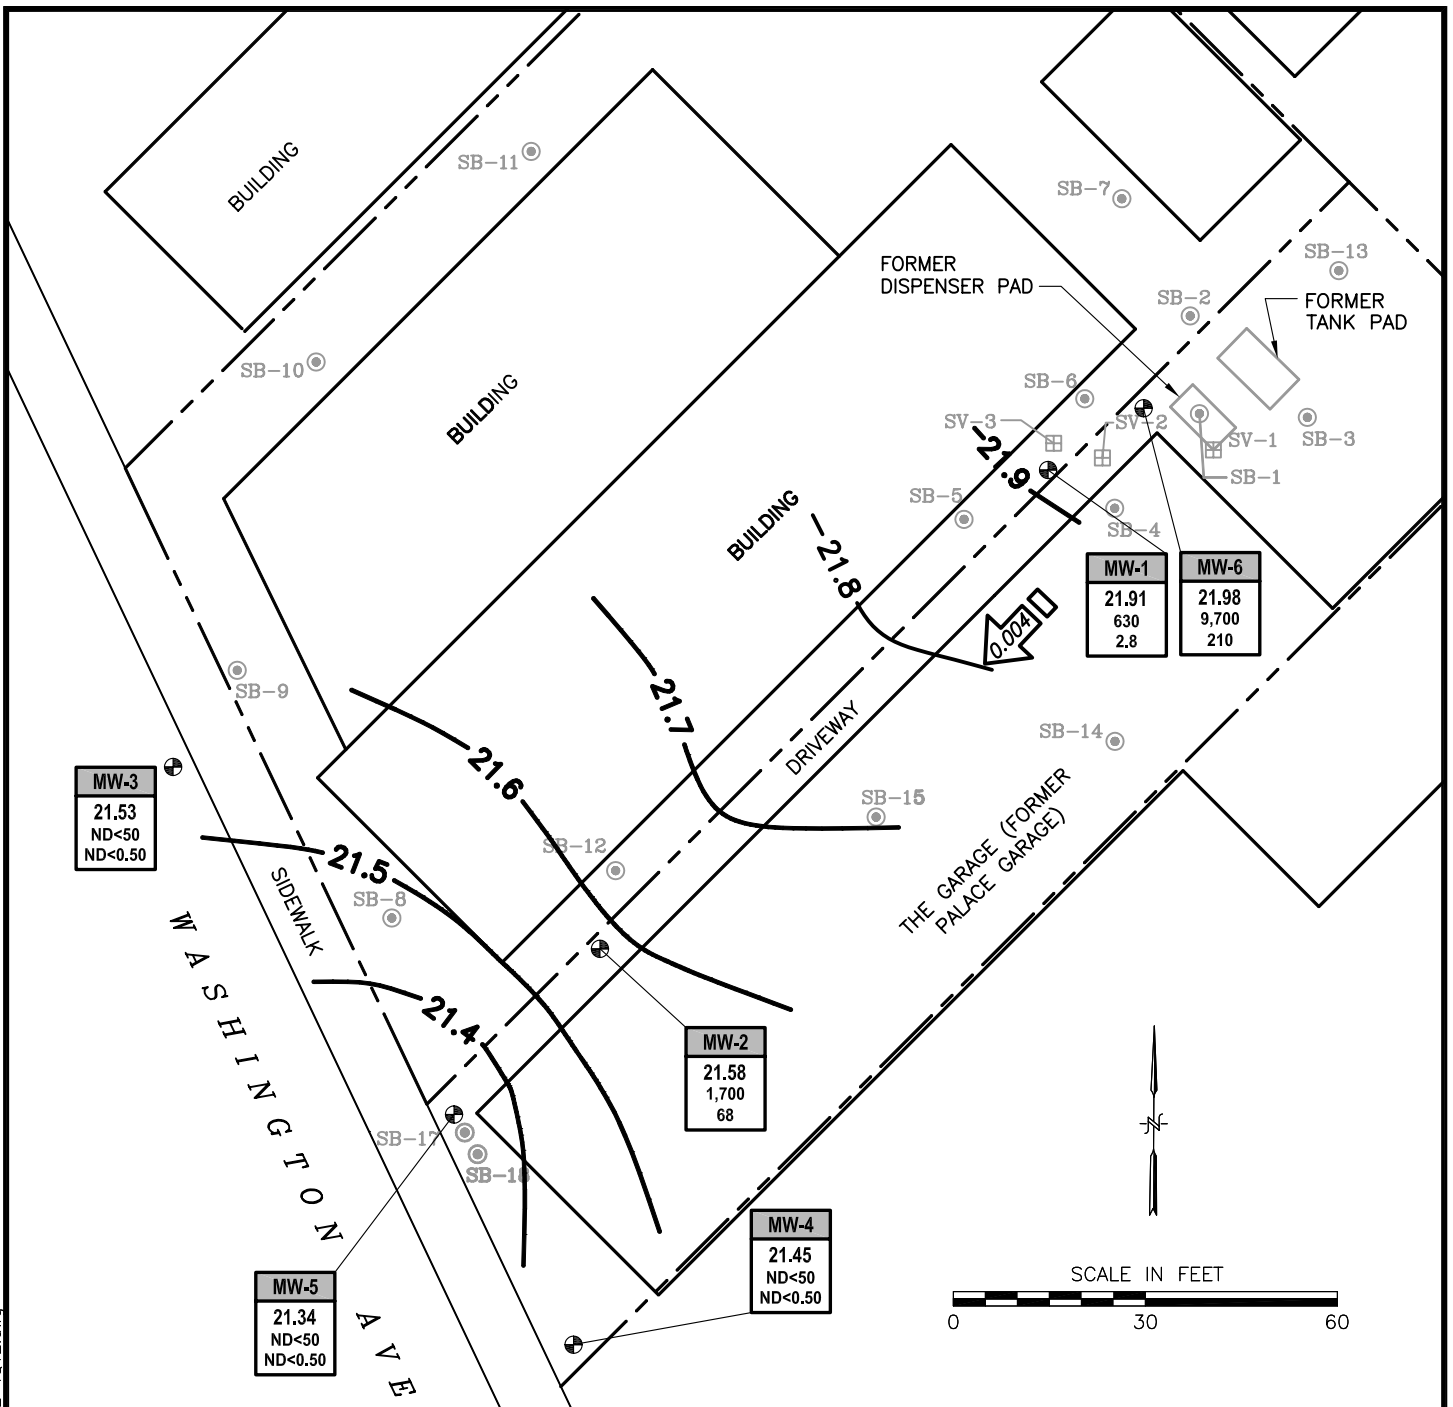 BUILDING
SB-11
SB-7
FORMER
DISPENSER PAD
SB-13
SB-2
FORMER
TANK PAD
SB-10
BUILDING
SB-6
SV-3
SV-2
SV-1
SB-3
21.9
SB-1
SB-5
BUILDING
SB-4
21.8
MW-1
21.91
630
2.8
MW-6
21.98
9,700
210
0.004
SB-9
21.7
DRIVEWAY
SB-14
MW-3
21.53
ND<50
ND<0.50
21.6
SB-15
THE GARAGE (FORMER
PALACE GARAGE)
SB-12
21.5
SB-8
SIDEWALK
WASHINGTON AVE
21.4
MW-2
21.58
1,700
68
SB-17
SB-18
N
MW-4
21.45
ND<50
ND<0.50
MW-5
21.34
ND<50
ND<0.50
SCALE IN FEET
0 30 60